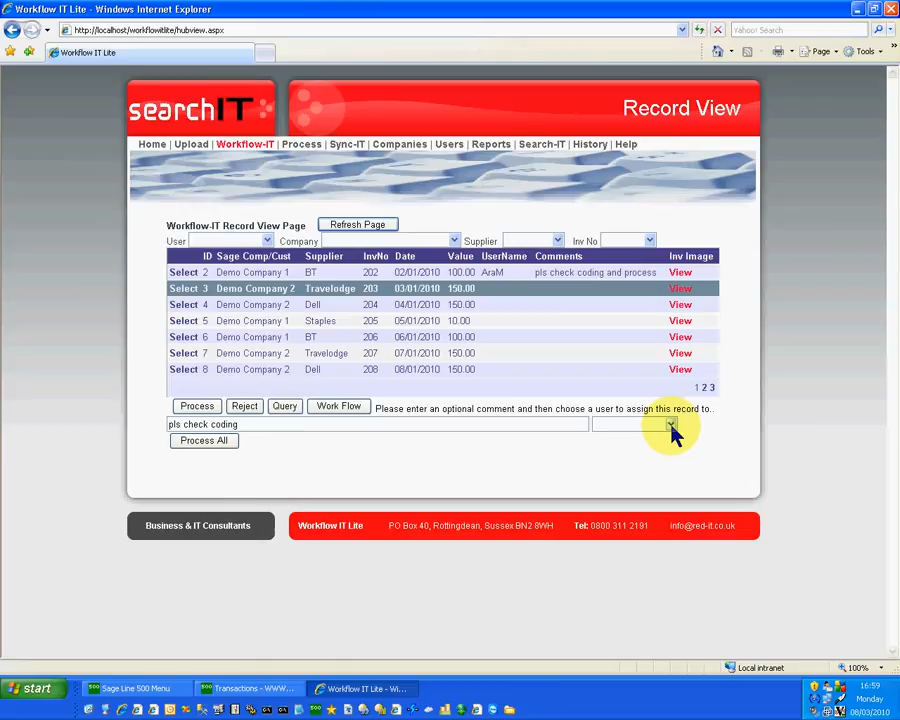 Workflow IT Lite - Windows Internet Explorer
http://localhost/workflowitlite/hubview.aspx
Yahoo! Search
Workflow IT Lite
Page
Tools
searchIT
Record View
Home | Upload | Workflow-IT | Process | Sync-IT | Companies | Users | Reports | Search-IT | History | Help
Workflow-IT Record View Page Refresh Page
User Company Supplier Inv No
ID Sage Comp/Cust Supplier InvNo Date Value UserName Comments Inv Image
Select 2 Demo Company 1 BT 202 02/01/2010 100.00 AraM pls check coding and process View
Select 3 Demo Company 2 Travelodge 203 03/01/2010 150.00 View
Select 4 Demo Company 2 Dell 204 04/01/2010 150.00 View
Select 5 Demo Company 1 Staples 205 05/01/2010 10.00 View
Select 6 Demo Company 1 BT 206 06/01/2010 100.00 View
Select 7 Demo Company 2 Travelodge 207 07/01/2010 150.00 View
Select 8 Demo Company 2 Dell 208 08/01/2010 150.00 View
1 2 3
Process Reject Query Work Flow Please enter an optional comment and then choose a user to assign this record to..
pls check coding
Process All
Business & IT Consultants
Workflow IT Lite PO Box 40, Rottingdean, Sussex BN2 8WH Tel: 0800 311 2191 info@red-it.co.uk
Local intranet 100%
start Sage Line 500 Menu Transactions - WWW... Workflow IT Lite - Wi... 16:59
Monday
08/03/2010